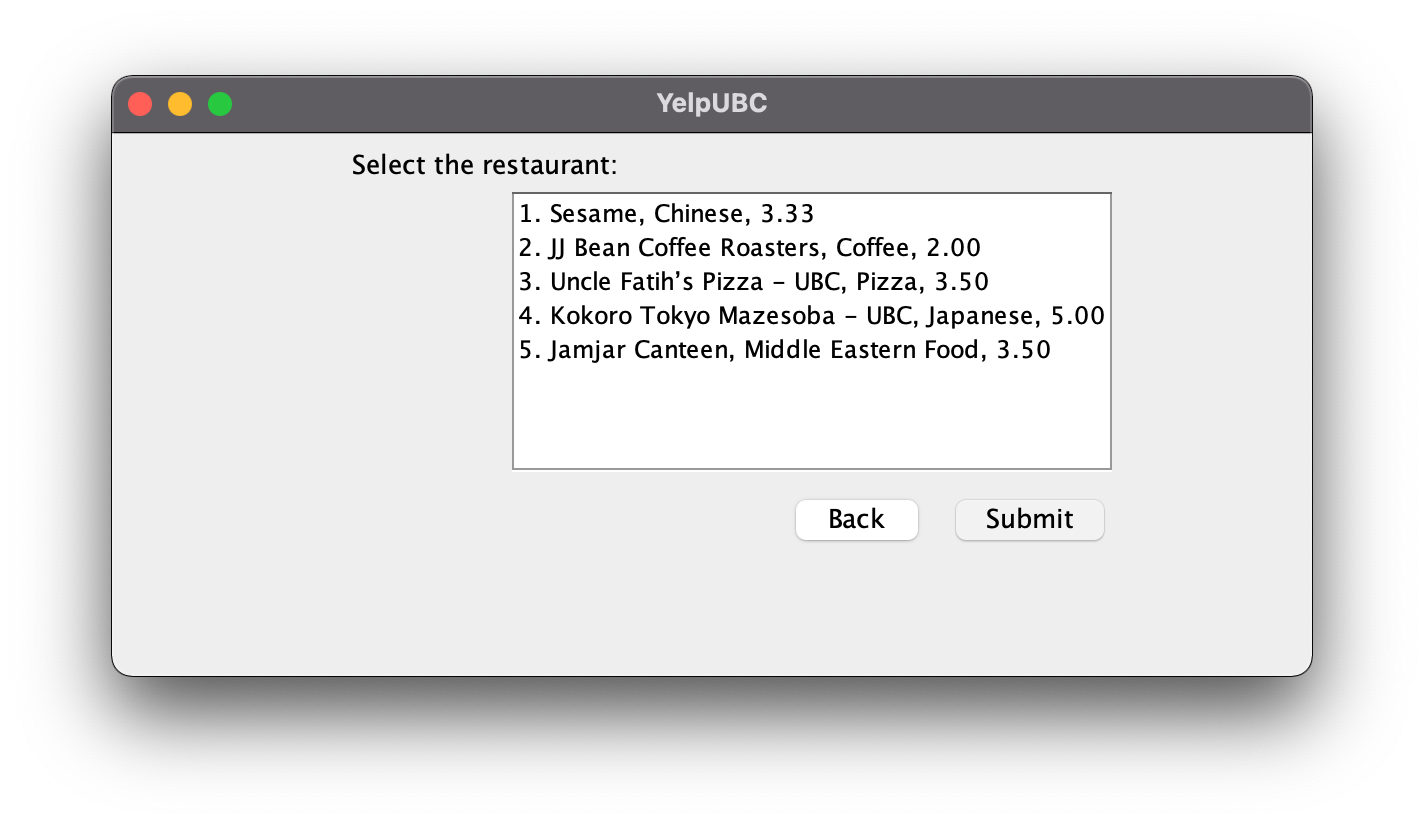 YelpUBC
Select the restaurant:
1. Sesame, Chinese, 3.33
2. JJ Bean Coffee Roasters, Coffee, 2.00
3. Uncle Fatih’s Pizza – UBC, Pizza, 3.50
4. Kokoro Tokyo Mazesoba – UBC, Japanese, 5.00
5. Jamjar Canteen, Middle Eastern Food, 3.50
Back Submit